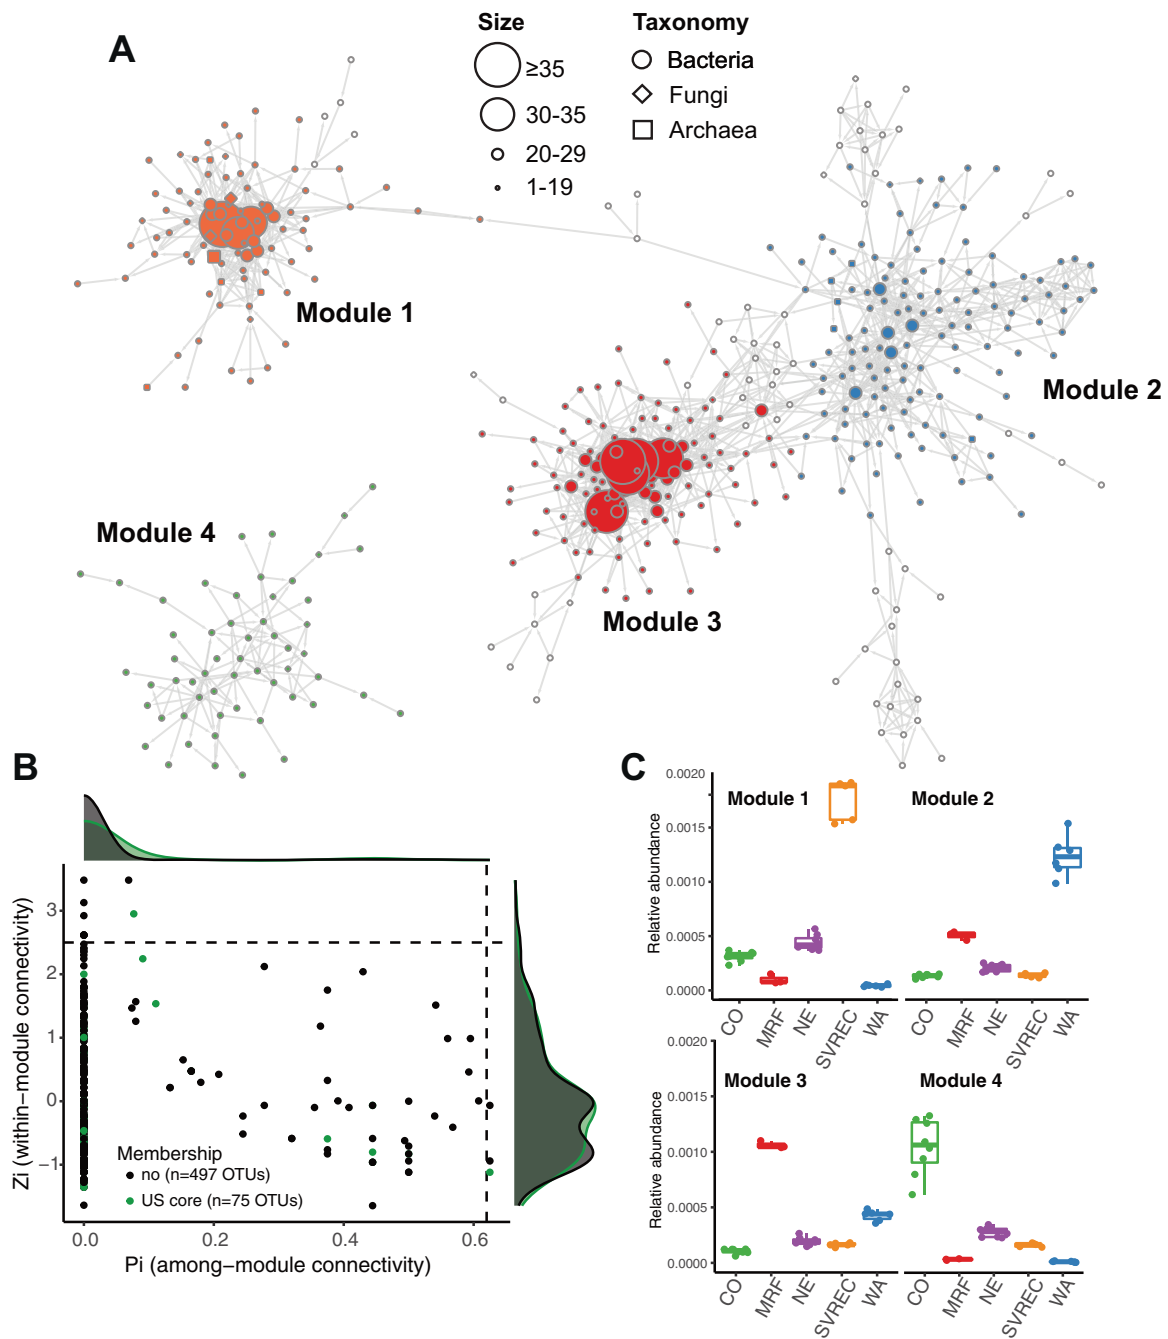 A
Size
≥35
30-35
20-29
1-19
Taxonomy
Bacteria
Fungi
Archaea
Module 1
Module 2
Module 3
Module 4
B
Zi (within−module connectivity)
3
2
1
0
−1
Membership
no (n=497 OTUs)
US core (n=75 OTUs)
0.0 0.2 0.4 0.6
Pi (among−module connectivity)
C
Relative abundance
0.0020
0.0015
0.0010
0.0005
0.0000
Module 1
Module 2
CO MRF NE SVREC WA CO MRF NE SVREC WA
Relative abundance
0.0020
0.0015
0.0010
0.0005
0.0000
Module 3
Module 4
CO MRF NE SVREC WA CO MRF NE SVREC WA